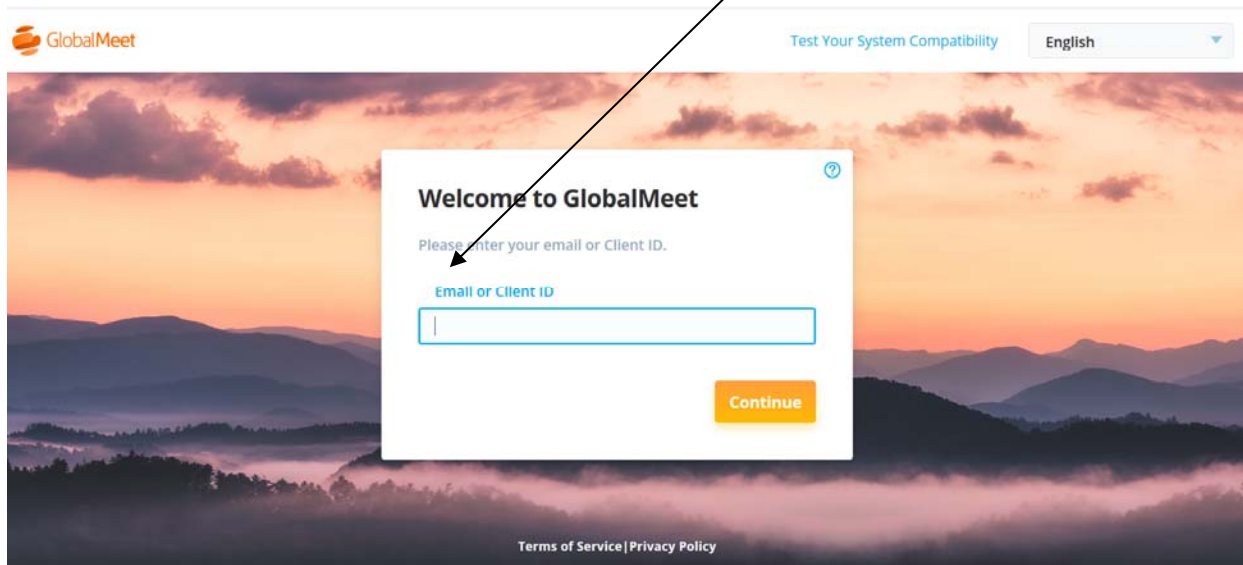 GlobalMeet
Test Your System Compatibility
English
Welcome to GlobalMeet
Please enter your email or Client ID.
Email or Client ID
Continue
Terms of Service|Privacy Policy